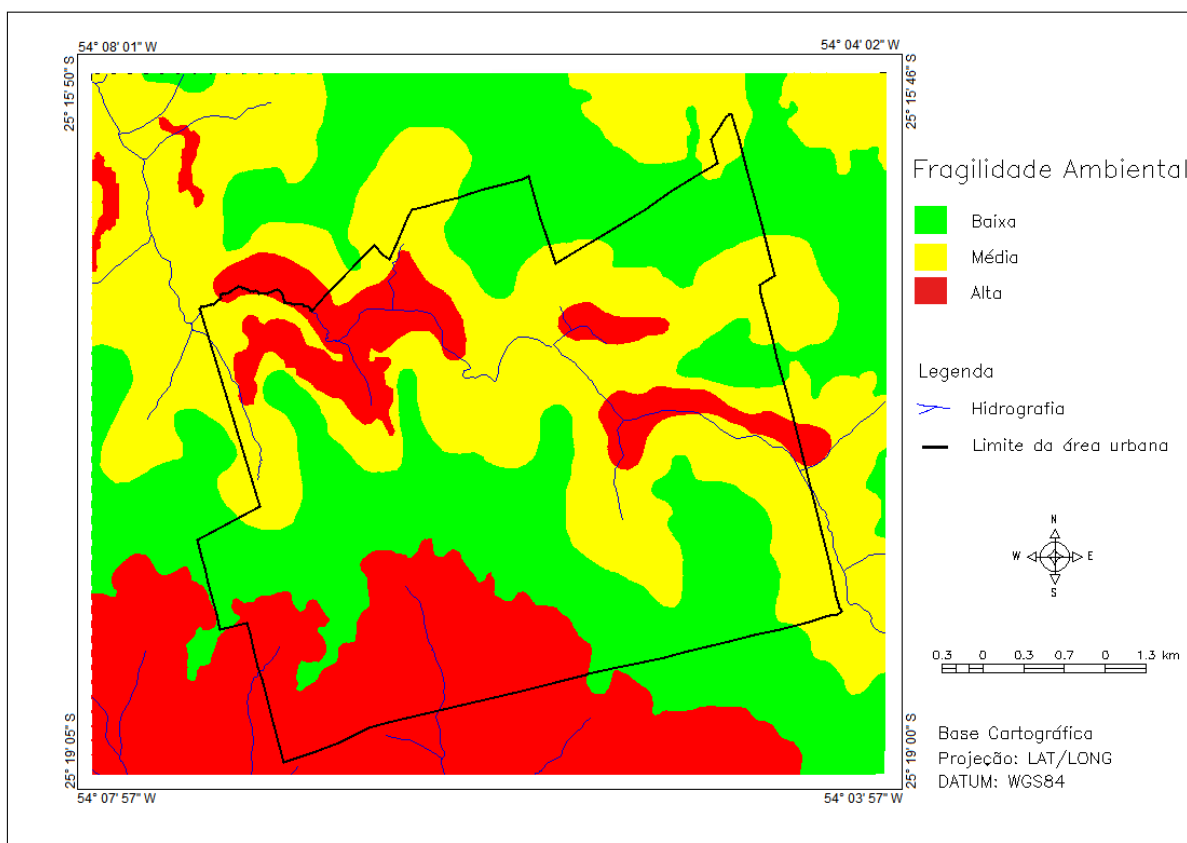 54° 08' 01" W
54° 04' 02" W
25° 15' 50" S
25° 15' 46" S
Fragilidade Ambiental
Baixa
Média
Alta
Legenda
Hidrografia
Limite da área urbana
N
W E
S
0.3 0 0.3 0.7 0 1.3 km
25° 19' 05" S
25° 19' 00" S
Base Cartográfica
Projeção: LAT/LONG
DATUM: WGS84
54° 07' 57" W
54° 03' 57" W